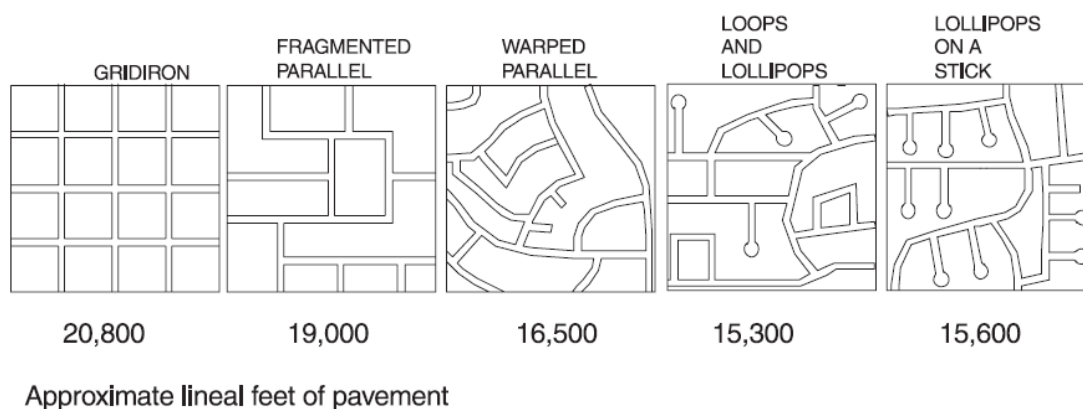 GRIDIRON
FRAGMENTED
PARALLEL
WARPED
PARALLEL
LOOPS
AND
LOLLIPOPS
LOLLIPOPS
ON A
STICK
20,800
19,000
16,500
15,300
15,600
Approximate lineal feet of pavement